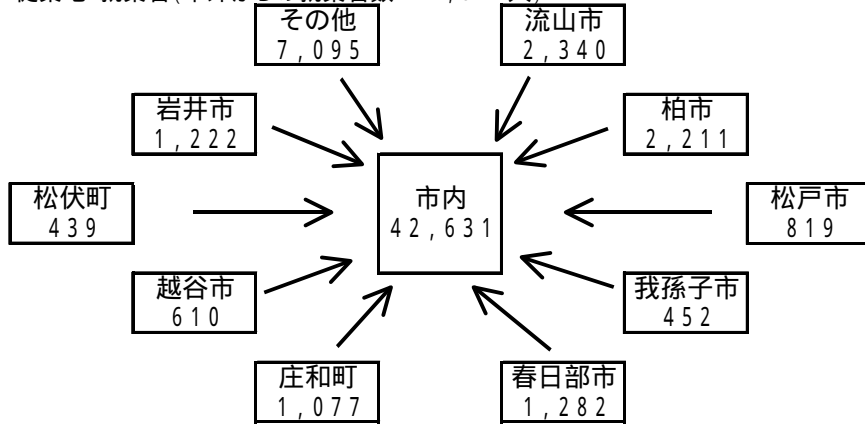 その他
7,095
流山市
2,340
岩井市
1,222
柏市
2,211
松伏町
439
市内
42,631
松戸市
819
越谷市
610
我孫子市
452
庄和町
1,077
春日部市
1,282